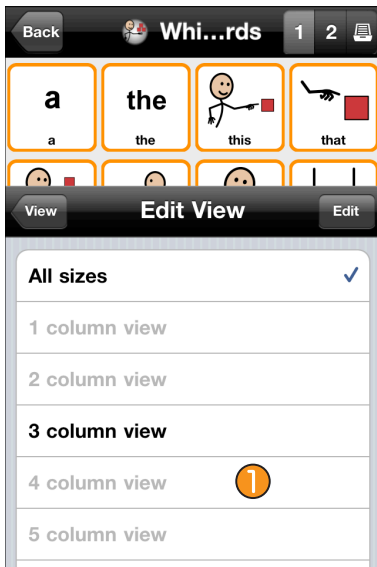 Back Whi...rds 1 2
a the
a the this that
View Edit View Edit
All sizes
1 column view
2 column view
3 column view
4 column view 1
5 column view